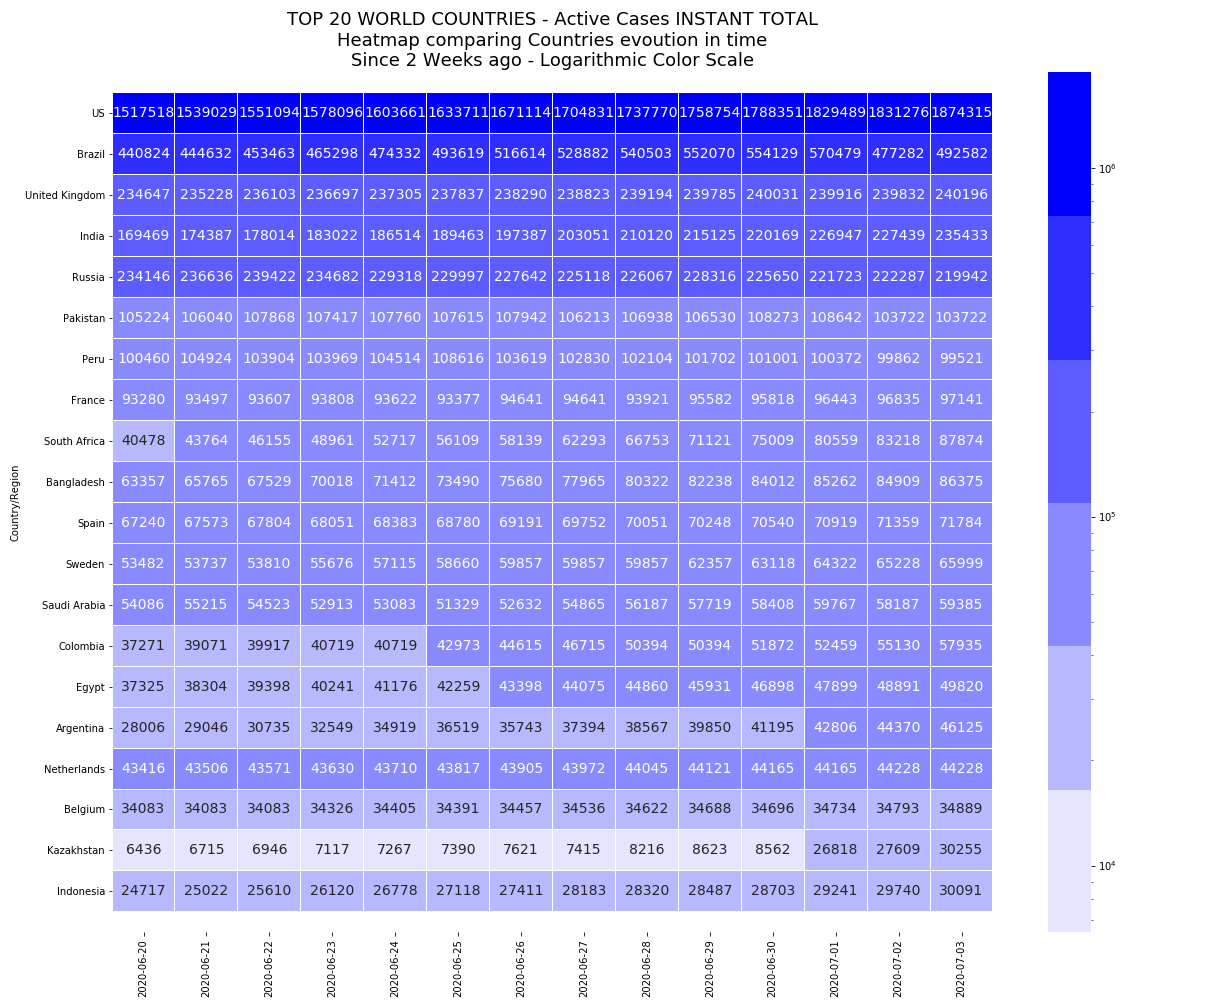 TOP 20 WORLD COUNTRIES - Active Cases INSTANT TOTAL
Heatmap comparing Countries evoution in time
Since 2 Weeks ago - Logarithmic Color Scale
Country/Region
US 1517518 1539029 1551094 1578096 1603661 1633711 1671114 1704831 1737770 1758754 1788351 1829489 1831276 1874315
Brazil 440824 444632 453463 465298 474332 493619 516614 528882 540503 552070 554129 570479 477282 492582
United Kingdom 234647 235228 236103 236697 237305 237837 238290 238823 239194 239785 240031 239916 239832 240196
India 169469 174387 178014 183022 186514 189463 197387 203051 210120 215125 220169 226947 227439 235433
Russia 234146 236636 239422 234682 229318 229997 227642 225118 226067 228316 225650 221723 222287 219942
Pakistan 105224 106040 107868 107417 107760 107615 107942 106213 106938 106530 108273 108642 103722 103722
Peru 100460 104924 103904 103969 104514 108616 103619 102830 102104 101702 101001 100372 99862 99521
France 93280 93497 93607 93808 93622 93377 94641 94641 93921 95582 95818 96443 96835 97141
South Africa 40478 43764 46155 48961 52717 56109 58139 62293 66753 71121 75009 80559 83218 87874
Bangladesh 63357 65765 67529 70018 71412 73490 75680 77965 80322 82238 84012 85262 84909 86375
Spain 67240 67573 67804 68051 68383 68780 69191 69752 70051 70248 70540 70919 71359 71784
Sweden 53482 53737 53810 55676 57115 58660 59857 59857 59857 62357 63118 64322 65228 65999
Saudi Arabia 54086 55215 54523 52913 53083 51329 52632 54865 56187 57719 58408 59767 58187 59385
Colombia 37271 39071 39917 40719 40719 42973 44615 46715 50394 50394 51872 52459 55130 57935
Egypt 37325 38304 39398 40241 41176 42259 43398 44075 44860 45931 46898 47899 48891 49820
Argentina 28006 29046 30735 32549 34919 36519 35743 37394 38567 39850 41195 42806 44370 46125
Netherlands 43416 43506 43571 43630 43710 43817 43905 43972 44045 44121 44165 44165 44228 44228
Belgium 34083 34083 34083 34326 34405 34391 34457 34536 34622 34688 34696 34734 34793 34889
Kazakhstan 6436 6715 6946 7117 7267 7390 7621 7415 8216 8623 8562 26818 27609 30255
Indonesia 24717 25022 25610 26120 26778 27118 27411 28183 28320 28487 28703 29241 29740 30091
2020-06-20 2020-06-21 2020-06-22 2020-06-23 2020-06-24 2020-06-25 2020-06-26 2020-06-27 2020-06-28 2020-06-29 2020-06-30 2020-07-01 2020-07-02 2020-07-03
10⁶
10⁵
10⁴